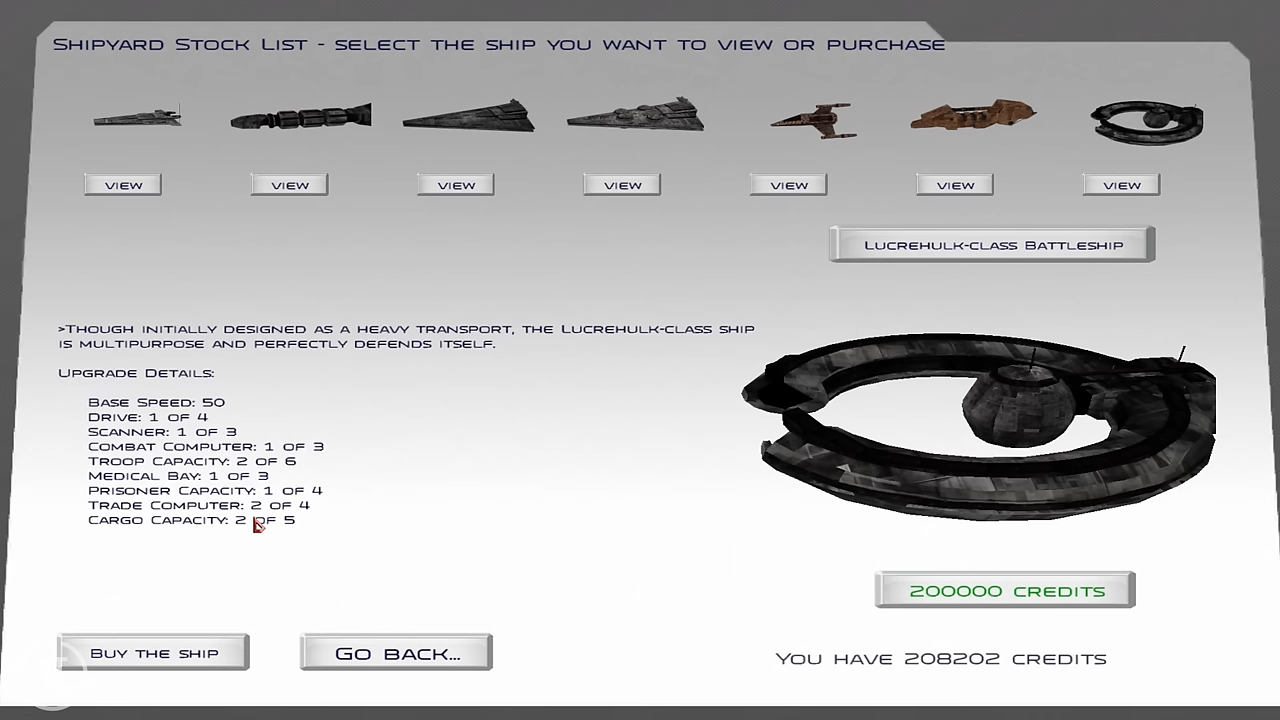 Shipyard Stock List - select the ship you want to view or purchase
view view view view view view view
Lucrehulk-class Battleship
>Though initially designed as a heavy transport, the Lucrehulk-class ship
is multipurpose and perfectly defends itself.
Upgrade Details:
Base Speed: 50
Drive: 1 of 4
Scanner: 1 of 3
Combat Computer: 1 of 3
Troop Capacity: 2 of 6
Medical Bay: 1 of 3
Prisoner Capacity: 1 of 4
Trade Computer: 2 of 4
Cargo Capacity: 2 of 5
200000 credits
Buy the ship
Go back...
You have 208202 credits